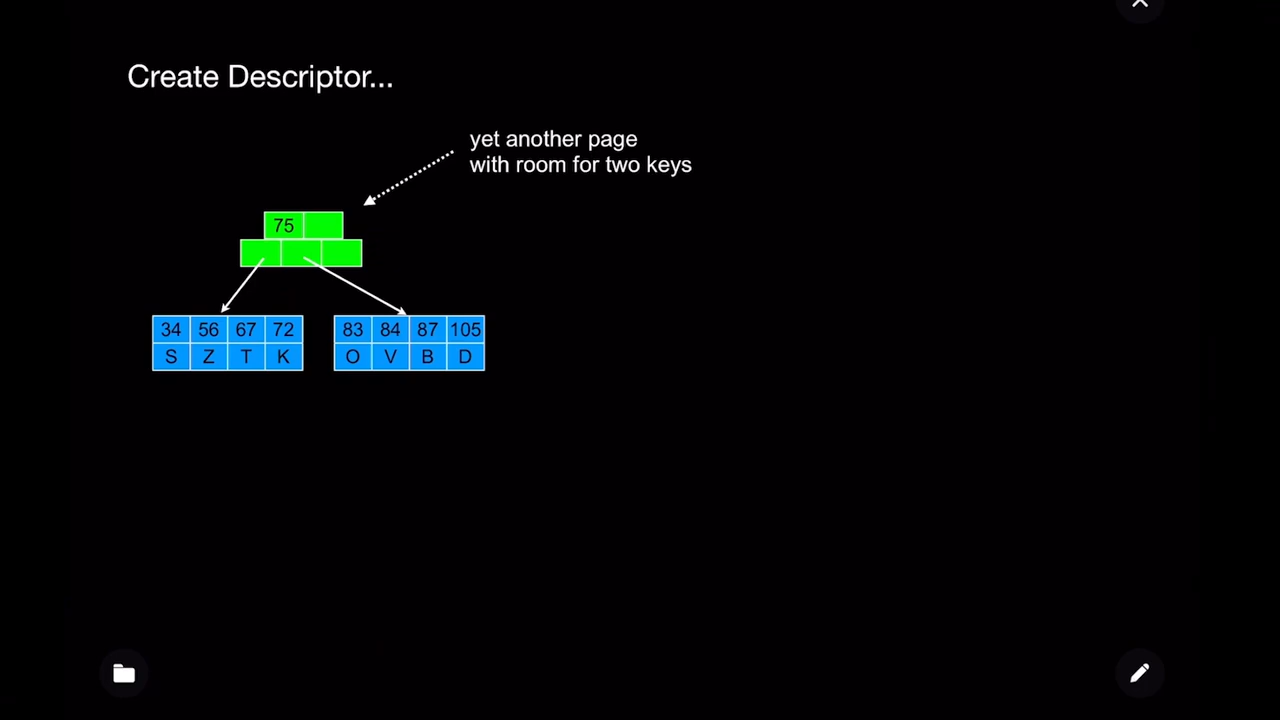 Create Descriptor...
yet another page
with room for two keys
75
34 56 67 72
S Z T K
83 84 87 105
O V B D